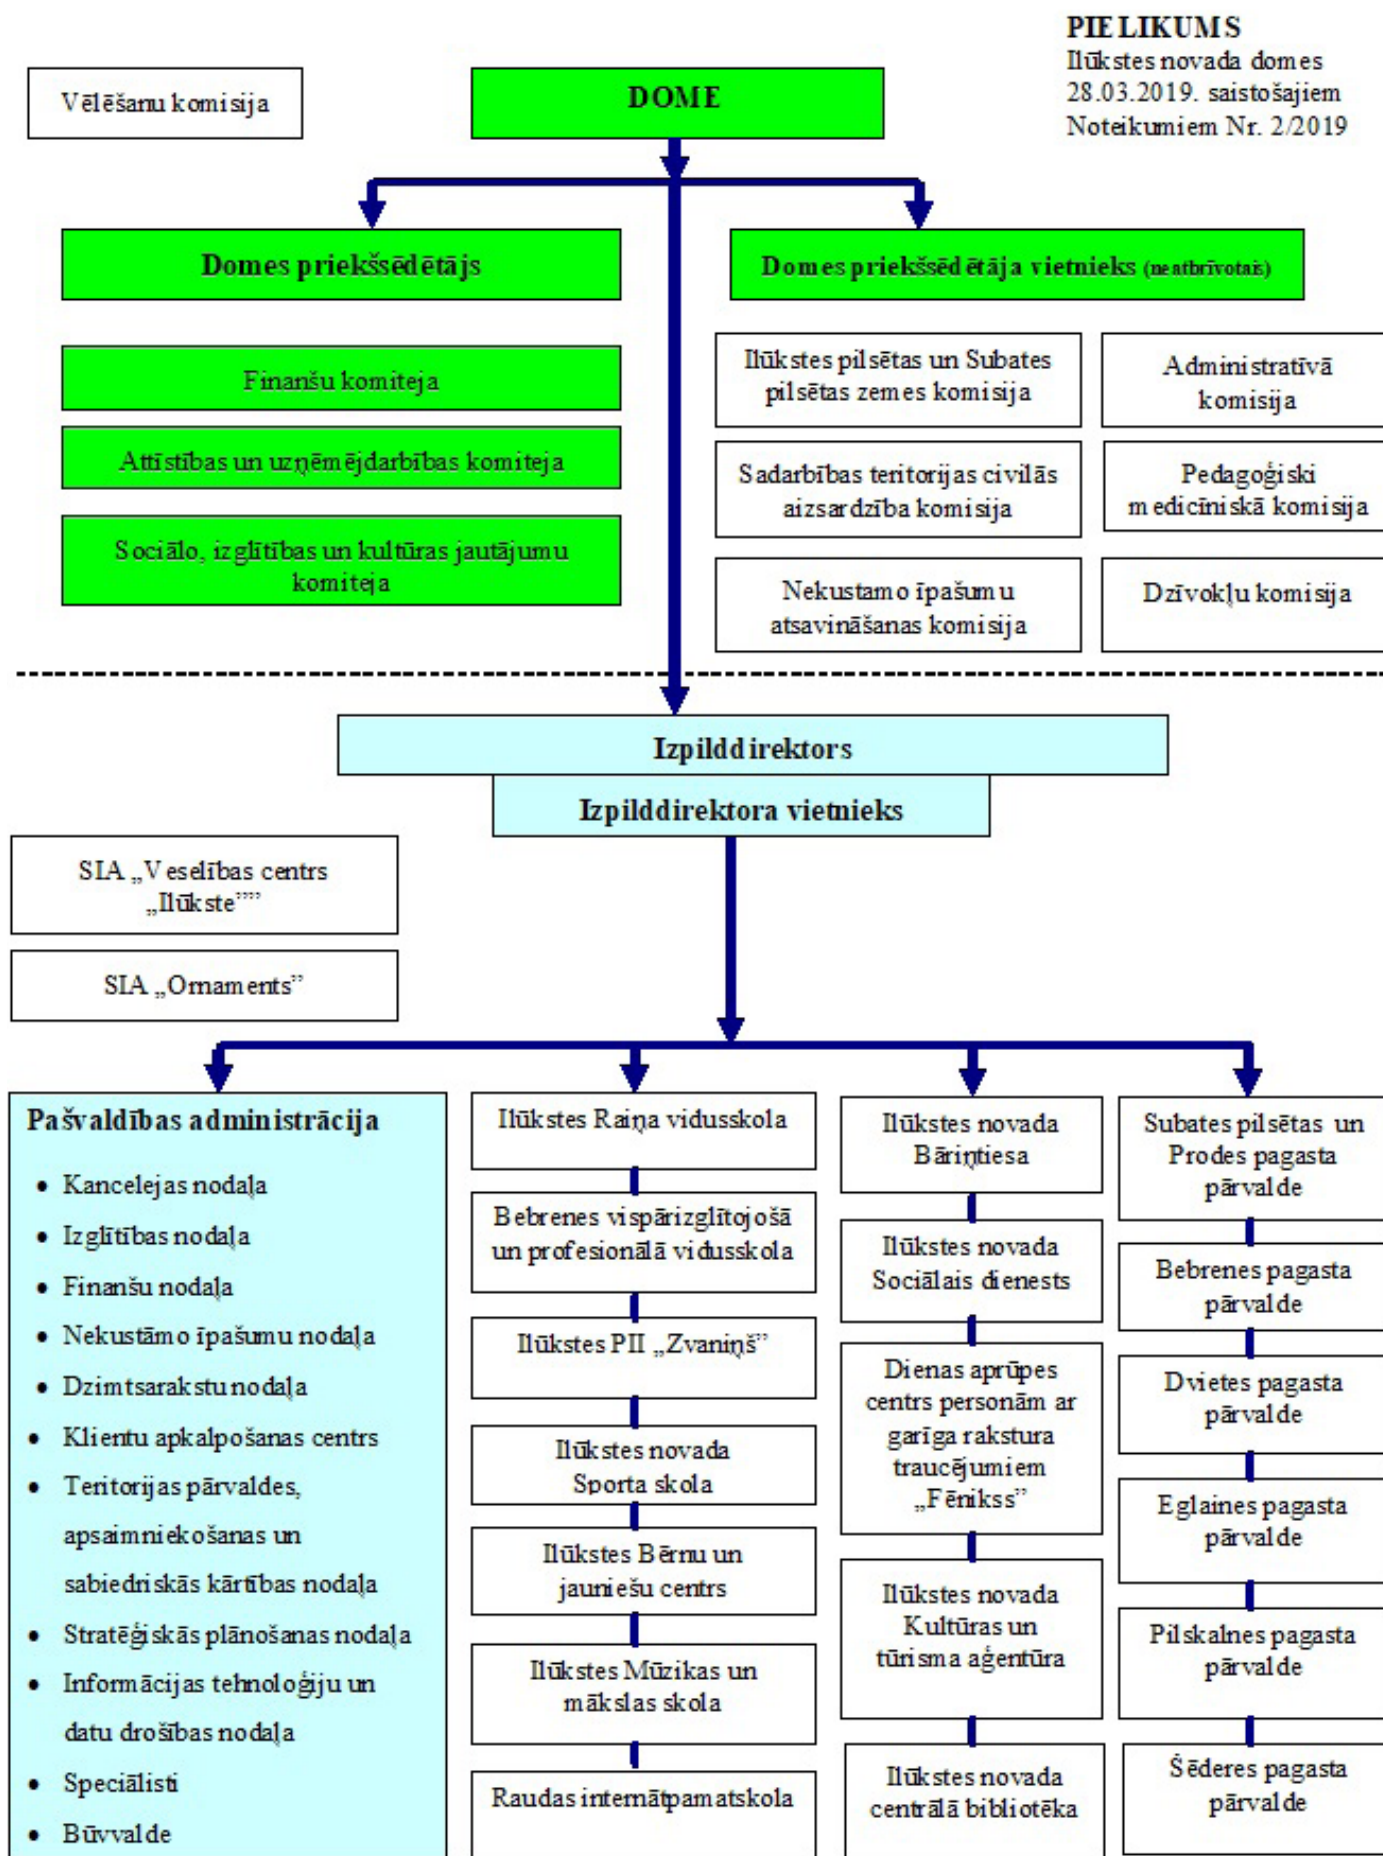 PIELIKUMS
Ilūkstes novada domes
28.03.2019. saistošajiem
Noteikumiem Nr. 2/2019
Vēlēšanu komisija
DOME
Domes priekšsēdētājs
Domes priekšsēdētāja vietnieks (neatbrīvotais)
Finanšu komiteja
Attīstības un uzņēmējdarbības komiteja
Sociālo, izglītības un kultūras jautājumu
komiteja
Ilūkstes pilsētas un Subates
pilsētas zemes komisija
Administratīvā
komisija
Sadarbības teritorijas civilās
aizsardzība komisija
Pedagoģiski
medicīniskā komisija
Nekustamo īpašumu
atsavināšanas komisija
Dzīvokļu komisija
Izpilddirektors
Izpilddirektora vietnieks
SIA „Veselības centrs
„Ilūkste””
SIA „Ornaments”
Pašvaldības administrācija
• Kancelejas nodaļa
• Izglītības nodaļa
• Finanšu nodaļa
• Nekustāmo īpašumu nodaļa
• Dzimtsarakstu nodaļa
• Klientu apkalpošanas centrs
• Teritorijas pārvaldes,
apsaimniekošanas un
sabiedriskās kārtības nodaļa
• Stratēģiskās plānošanas nodaļa
• Informācijas tehnoloģiju un
datu drošības nodaļa
• Speciālisti
• Būvvalde
Ilūkstes Raiņa vidusskola
Bebrenes vispārizglītojošā
un profesionālā vidusskola
Ilūkstes PII „Zvaniņš”
Ilūkstes novada
Sporta skola
Ilūkstes Bērnu un
jauniešu centrs
Ilūkstes Mūzikas un
mākslas skola
Raudas internātpamatskola
Ilūkstes novada
Bāriņtiesa
Ilūkstes novada
Sociālais dienests
Dienas aprūpes
centrs personām ar
garīga rakstura
traucējumiem
„Fēnikss”
Ilūkstes novada
Kultūras un
tūrisma aģentūra
Ilūkstes novada
centrālā bibliotēka
Subates pilsētas un
Prodes pagasta
pārvalde
Bebrenes pagasta
pārvalde
Dvietes pagasta
pārvalde
Eglaines pagasta
pārvalde
Pilskalnes pagasta
pārvalde
Šēderes pagasta
pārvalde